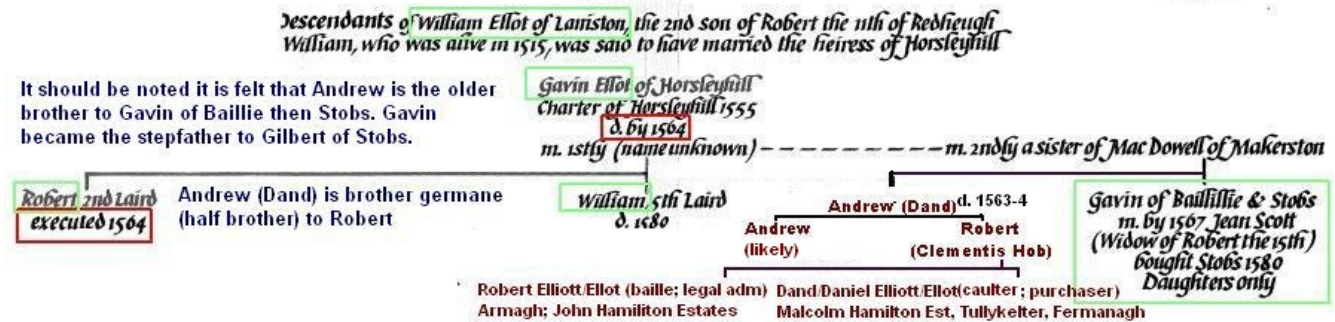 Descendants of William Ellot of Larriston, the 2nd son of Robert the 11th of Redheugh
William, who was alive in 1515, was said to have married the heiress of Horsleyhill
It should be noted it is felt that Andrew is the older
brother to Gavin of Baillie then Stobs. Gavin
became the stepfather to Gilbert of Stobs.
Gavin Ellot of Horsleyhill
Charter of Horsleyhill 1555
d. by 1564
m. 1stly (name unknown) - - - - - - - - m. 2ndly a sister of Mac Dowell of Makerston
Robert 2nd Laird
executed 1564
Andrew (Dand) is brother germane
(half brother) to Robert
William 5th Laird
d. 1580
Andrew (Dand) d. 1563-4
Andrew
(likely)
Robert
(Clementis Hob)
Gavin of Baillillie & Stobs
m. by 1567 Jean Scott
(Widow of Robert the 15th)
bought Stobs 1580
Daughters only
Robert Elliott/Ellot (baille; legal adm)
Armagh; John Hamiliton Estates
Dand/Daniel Elliott/Ellot(caulter; purchaser)
Malcolm Hamilton Est, Tullykelter, Fermanagh